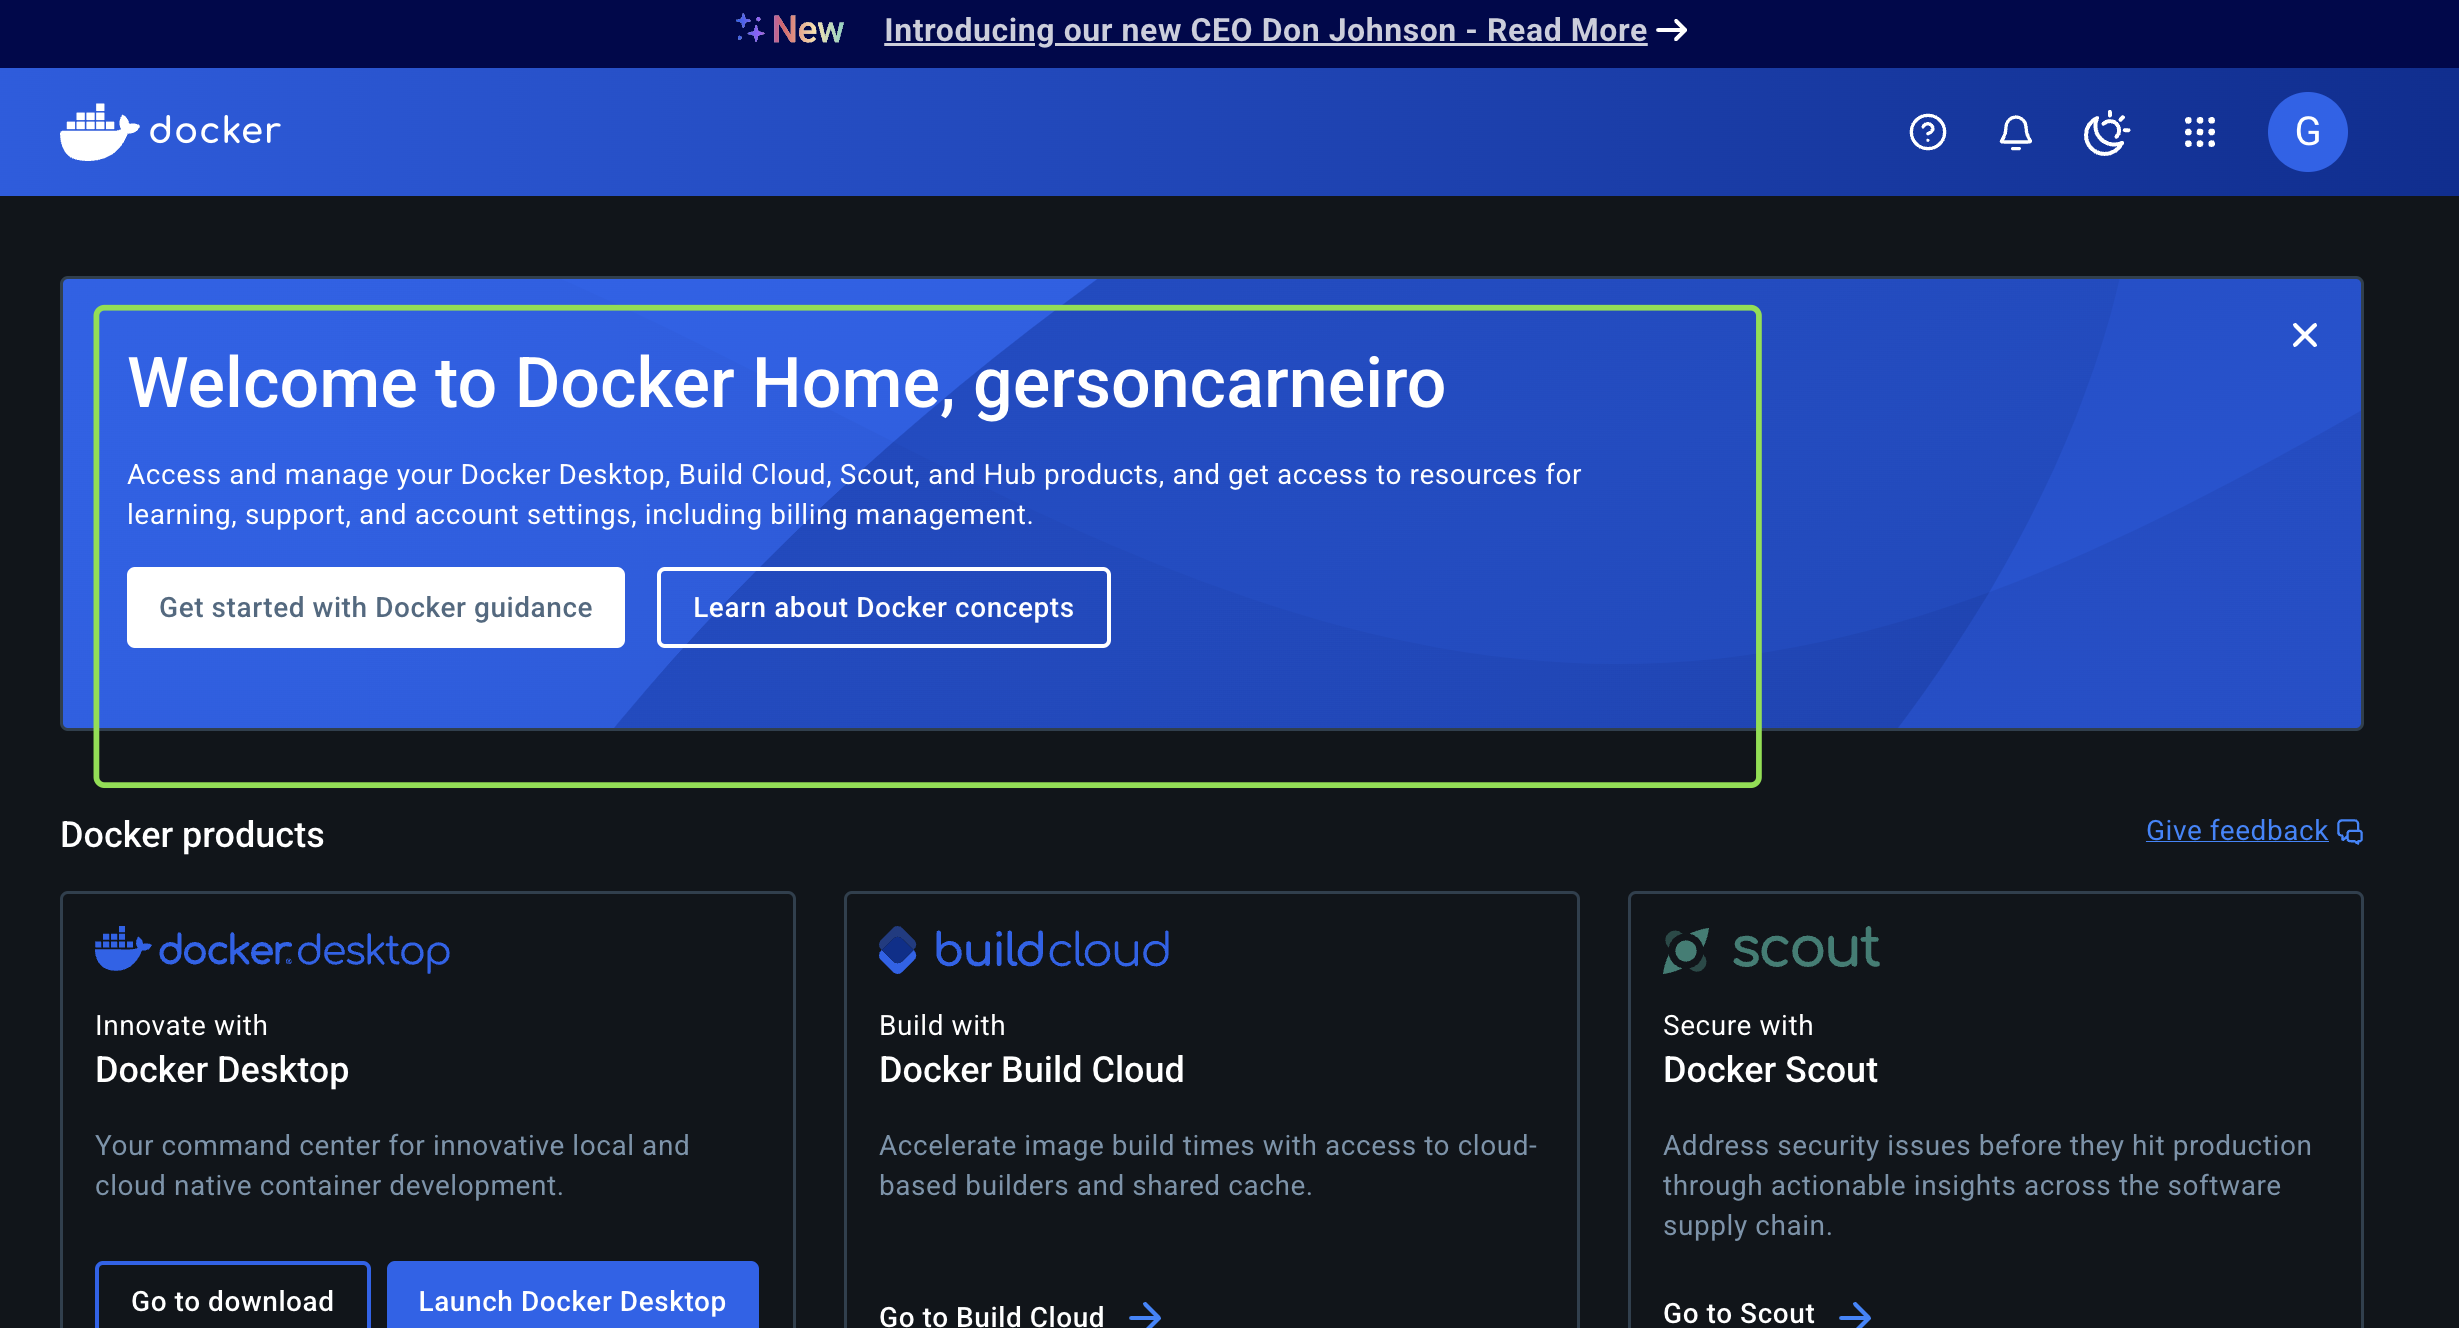 New Introducing our new CEO Don Johnson - Read More
docker
G
Welcome to Docker Home, gersoncarneiro
Access and manage your Docker Desktop, Build Cloud, Scout, and Hub products, and get access to resources for
learning, support, and account settings, including billing management.
Get started with Docker guidance
Learn about Docker concepts
Docker products
Give feedback
docker desktop
Innovate with
Docker Desktop
Your command center for innovative local and
cloud native container development.
Go to download
Launch Docker Desktop
buildcloud
Build with
Docker Build Cloud
Accelerate image build times with access to cloud-
based builders and shared cache.
Go to Build Cloud
scout
Secure with
Docker Scout
Address security issues before they hit production
through actionable insights across the software
supply chain.
Go to Scout